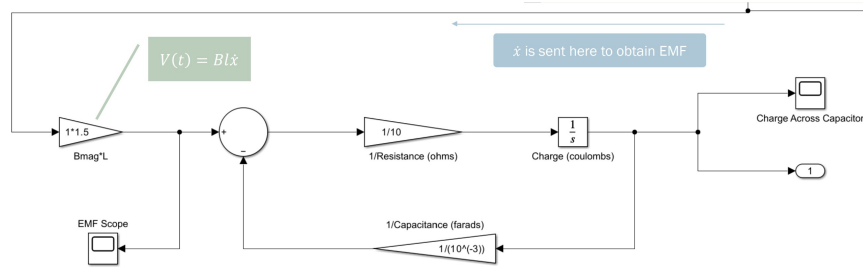 V(t) = Blẋ
ẋ is sent here to obtain EMF
1*1.5
Bmag*L
+
−
1/10
1/Resistance (ohms)
1
s
Charge (coulombs)
Charge Across Capacitor
1
EMF Scope
1/Capacitance (farads)
1/(10^(-3))